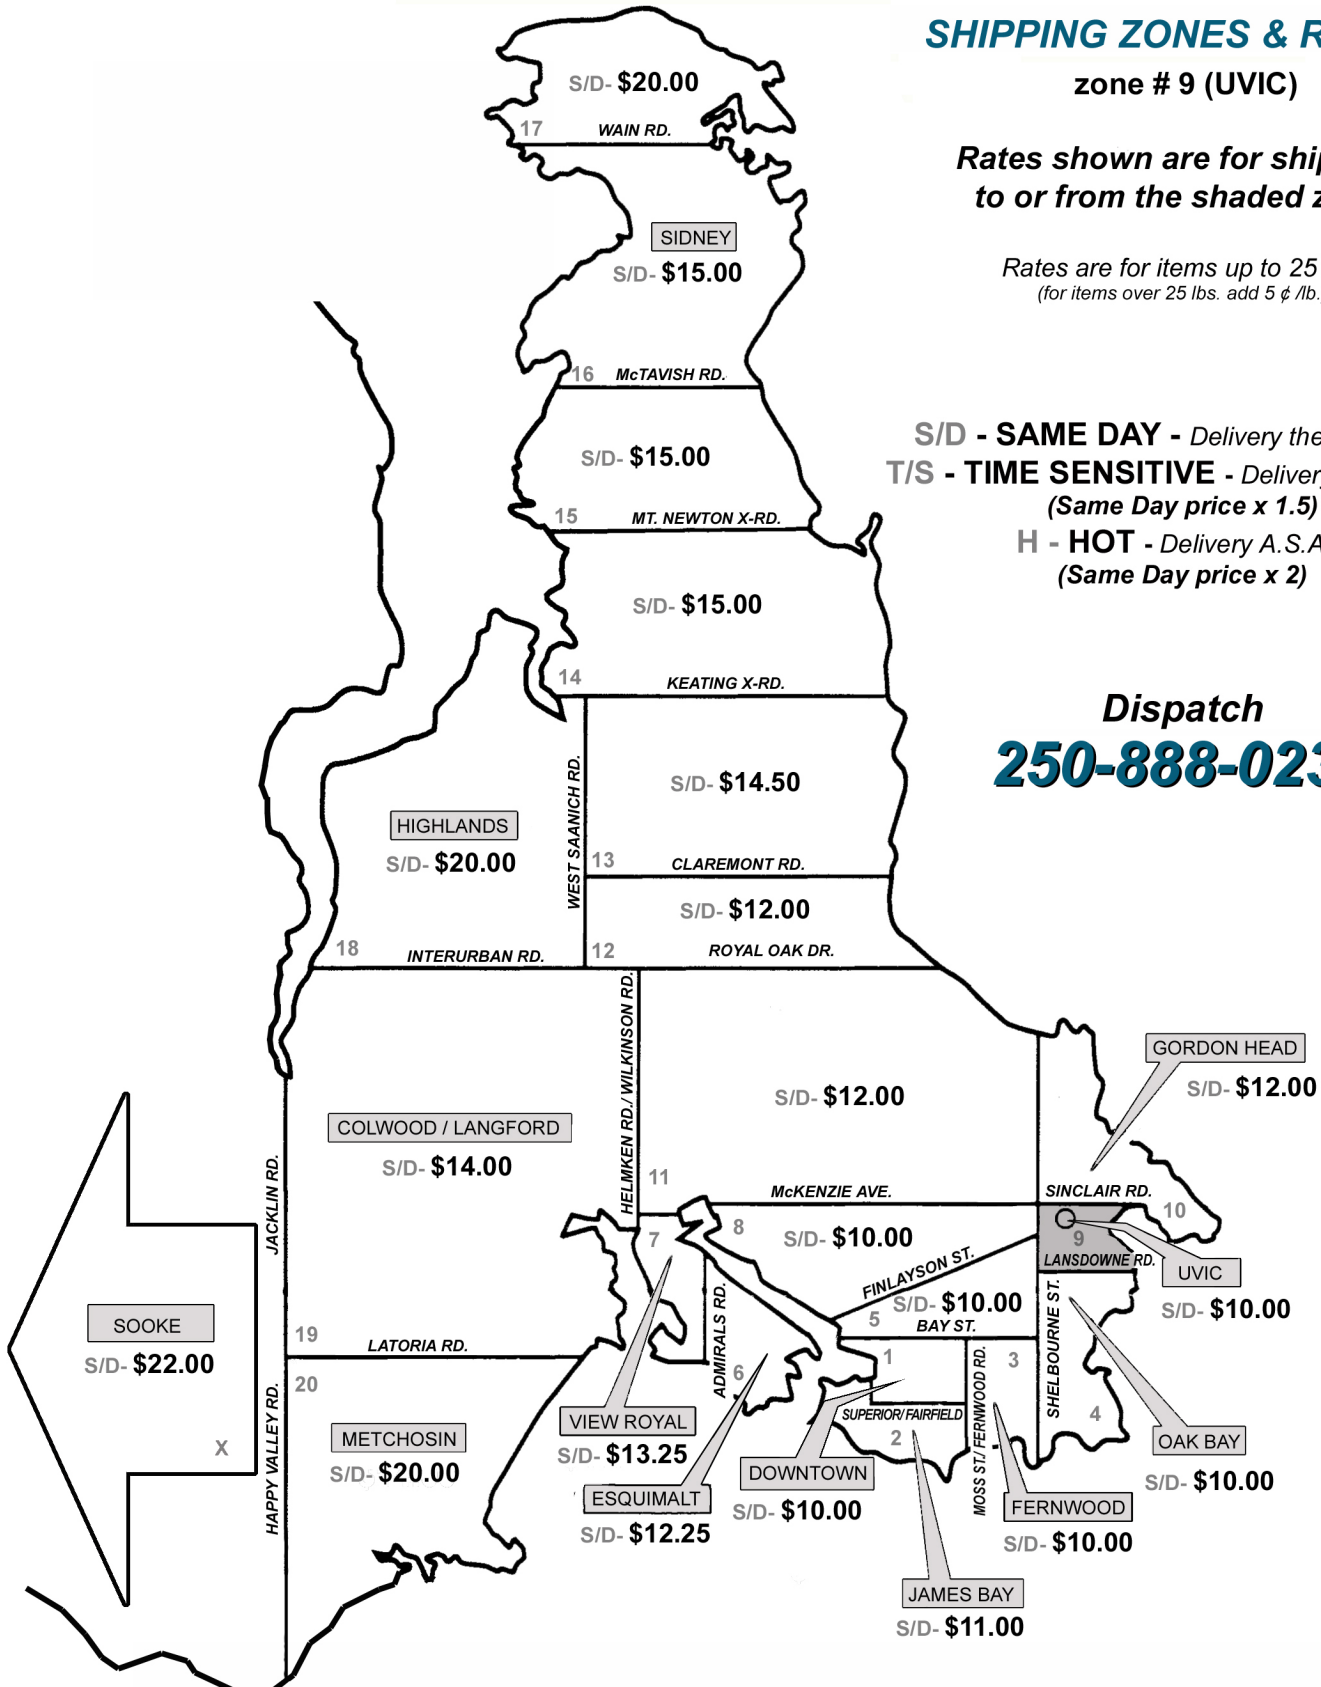 SHIPPING ZONES & R
zone # 9 (UVIC)
Rates shown are for ship
to or from the shaded z
Rates are for items up to 25
(for items over 25 lbs. add 5 ¢ /lb.
S/D - SAME DAY - Delivery the
T/S - TIME SENSITIVE - Delivery
(Same Day price x 1.5)
H - HOT - Delivery A.S.A
(Same Day price x 2)
Dispatch
250-888-023
S/D- $20.00
17
WAIN RD.
SIDNEY
S/D- $15.00
16
McTAVISH RD.
S/D- $15.00
15
MT. NEWTON X-RD.
S/D- $15.00
14
KEATING X-RD.
WEST SAANICH RD.
S/D- $14.50
13
CLAREMONT RD.
HIGHLANDS
S/D- $20.00
18
INTERURBAN RD.
S/D- $12.00
12
ROYAL OAK DR.
HELMKEN RD./ WILKINSON RD.
GORDON HEAD
S/D- $12.00
S/D- $12.00
11
McKENZIE AVE.
SINCLAIR RD.
10
COLWOOD / LANGFORD
S/D- $14.00
JACKLIN RD.
19
LATORIA RD.
7
8
S/D- $10.00
FINLAYSON ST.
9
LANSDOWNE RD.
UVIC
S/D- $10.00
5
S/D- $10.00
BAY ST.
SHELBOURNE ST.
ADMIRALS RD.
6
1
3
4
MOSS ST./ FERNWOOD RD.
SUPERIOR/ FAIRFIELD
2
SOOKE
S/D- $22.00
X
HAPPY VALLEY RD.
20
METCHOSIN
S/D- $20.00
VIEW ROYAL
S/D- $13.25
ESQUIMALT
S/D- $12.25
DOWNTOWN
S/D- $10.00
OAK BAY
S/D- $10.00
FERNWOOD
S/D- $10.00
JAMES BAY
S/D- $11.00